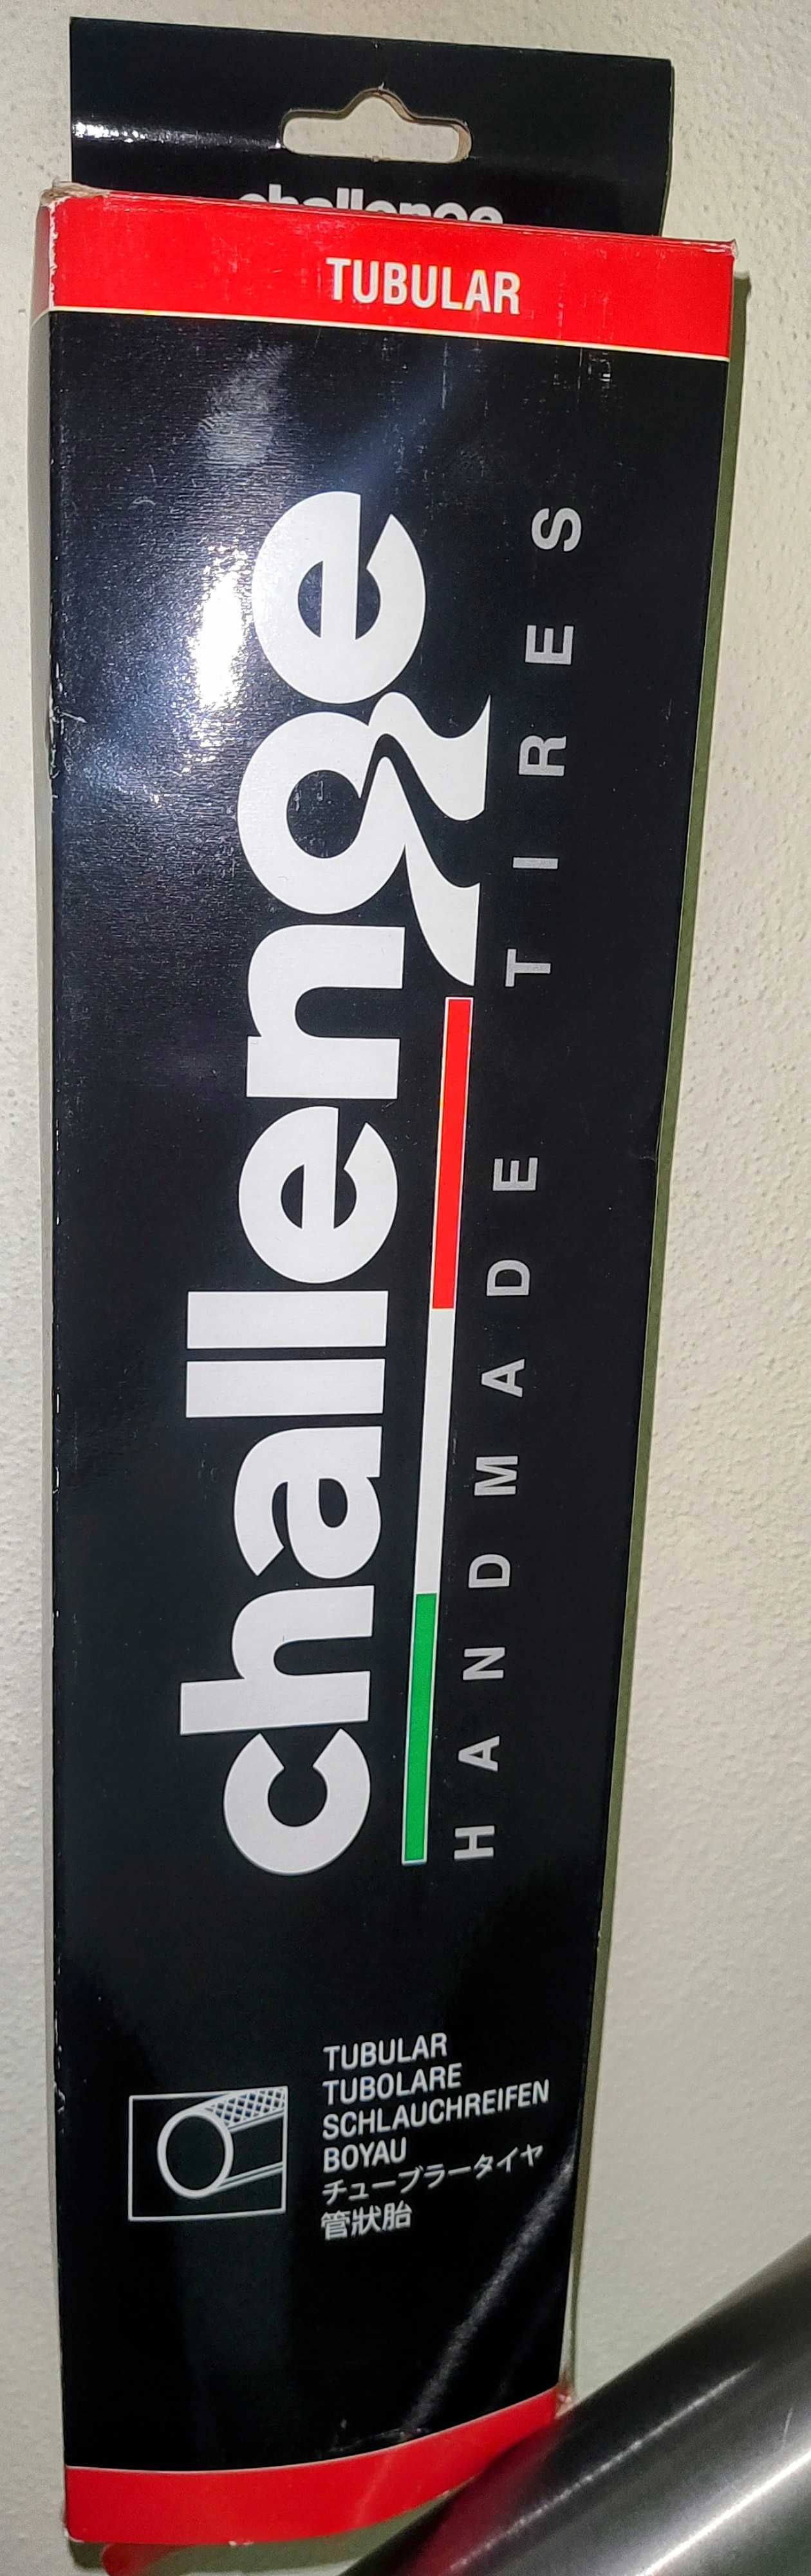 challenge
TUBULAR
challenge
HANDMADE TIRES
TUBULAR
TUBOLARE
SCHLAUCHREIFEN
BOYAU
チューブラータイヤ
管狀胎